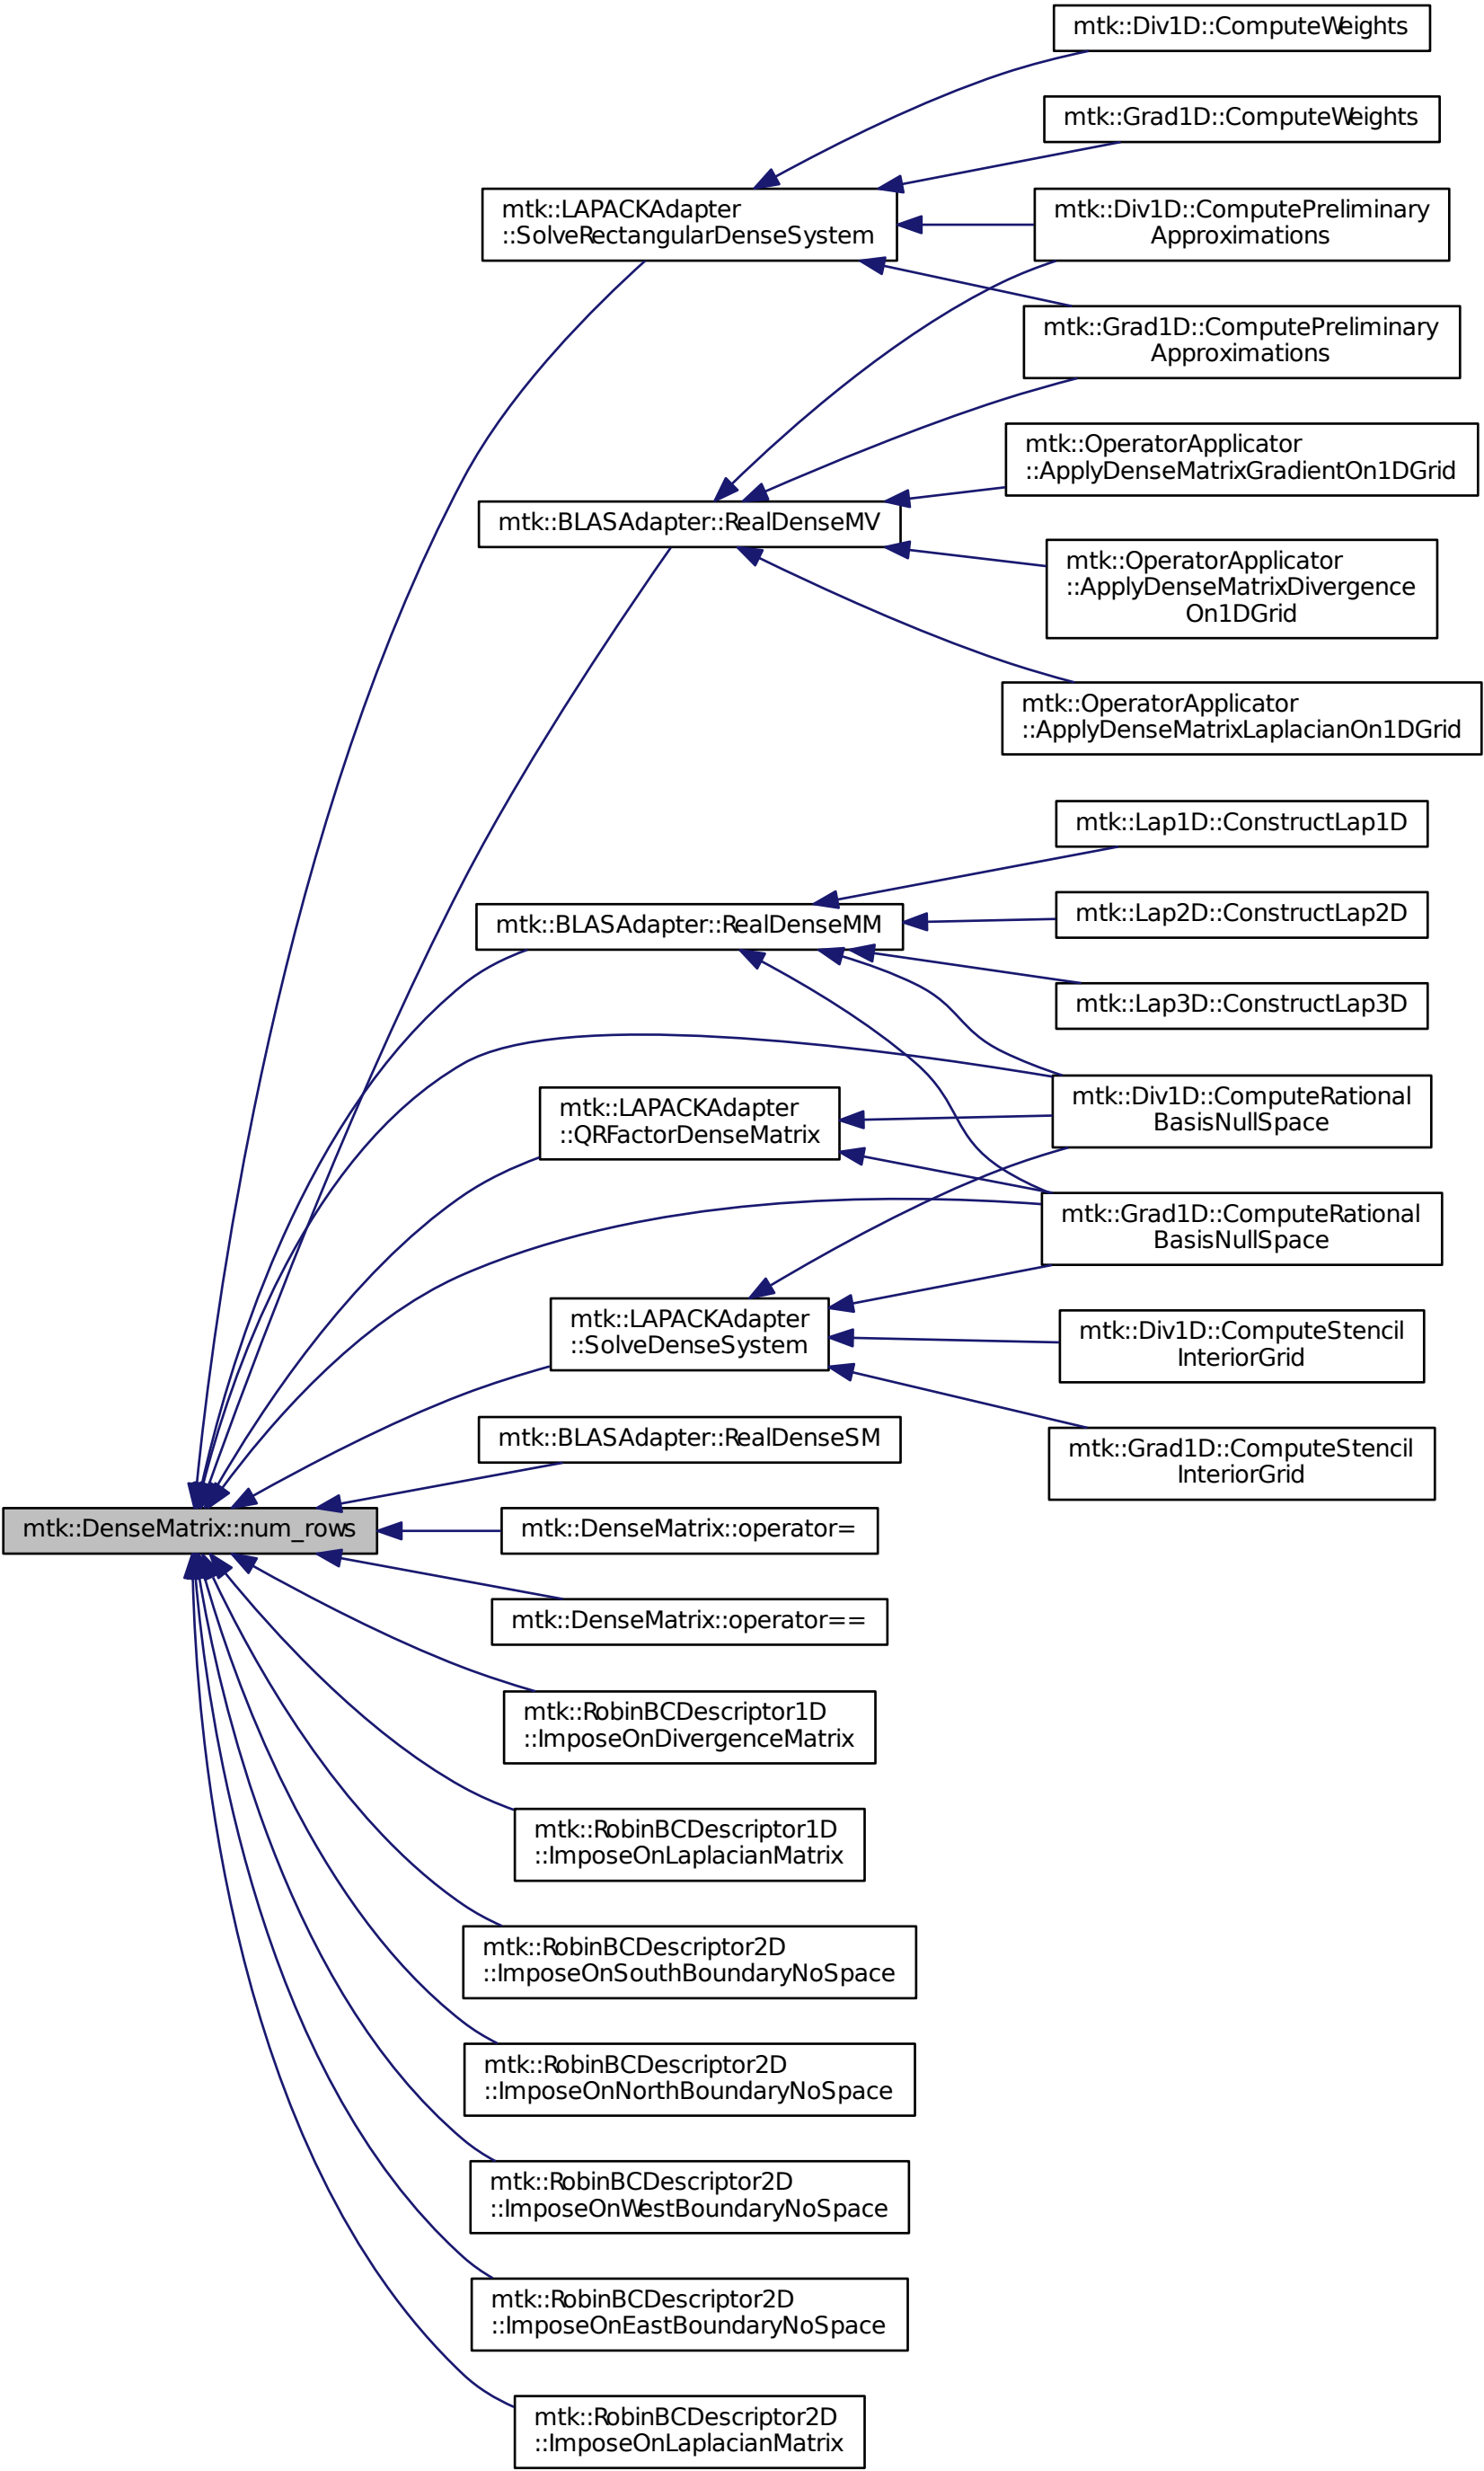 mtk::Div1D::ComputeWeights
mtk::Grad1D::ComputeWeights
mtk::LAPACKAdapter
::SolveRectangularDenseSystem
mtk::Div1D::ComputePreliminary
Approximations
mtk::Grad1D::ComputePreliminary
Approximations
mtk::OperatorApplicator
::ApplyDenseMatrixGradientOn1DGrid
mtk::BLASAdapter::RealDenseMV
mtk::OperatorApplicator
::ApplyDenseMatrixDivergence
On1DGrid
mtk::OperatorApplicator
::ApplyDenseMatrixLaplacianOn1DGrid
mtk::Lap1D::ConstructLap1D
mtk::BLASAdapter::RealDenseMM
mtk::Lap2D::ConstructLap2D
mtk::Lap3D::ConstructLap3D
mtk::LAPACKAdapter
::QRFactorDenseMatrix
mtk::Div1D::ComputeRational
BasisNullSpace
mtk::Grad1D::ComputeRational
BasisNullSpace
mtk::LAPACKAdapter
::SolveDenseSystem
mtk::Div1D::ComputeStencil
InteriorGrid
mtk::BLASAdapter::RealDenseSM
mtk::Grad1D::ComputeStencil
InteriorGrid
mtk::DenseMatrix::num_rows
mtk::DenseMatrix::operator=
mtk::DenseMatrix::operator==
mtk::RobinBCDescriptor1D
::ImposeOnDivergenceMatrix
mtk::RobinBCDescriptor1D
::ImposeOnLaplacianMatrix
mtk::RobinBCDescriptor2D
::ImposeOnSouthBoundaryNoSpace
mtk::RobinBCDescriptor2D
::ImposeOnNorthBoundaryNoSpace
mtk::RobinBCDescriptor2D
::ImposeOnWestBoundaryNoSpace
mtk::RobinBCDescriptor2D
::ImposeOnEastBoundaryNoSpace
mtk::RobinBCDescriptor2D
::ImposeOnLaplacianMatrix